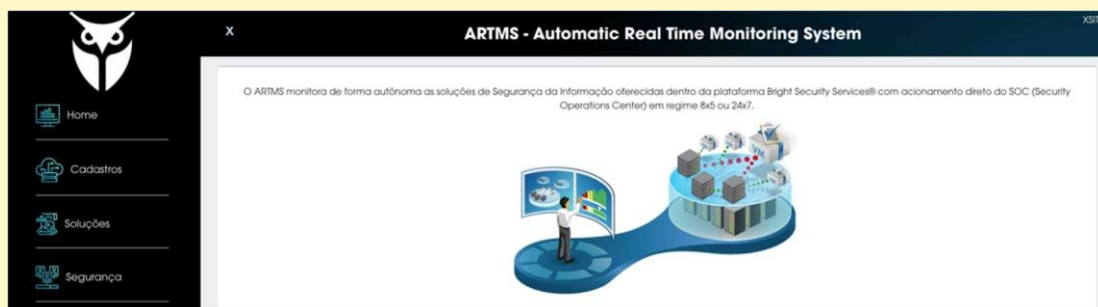 X
ARTMS - Automatic Real Time Monitoring System
Home
Cadastros
Soluções
Segurança
O ARTMS monitora de forma autônoma as soluções de Segurança da Informação oferecidas dentro da plataforma Bright Security Services® com acionamento direto do SOC (Security
Operations Center) em regime 8x5 ou 24x7.
VM